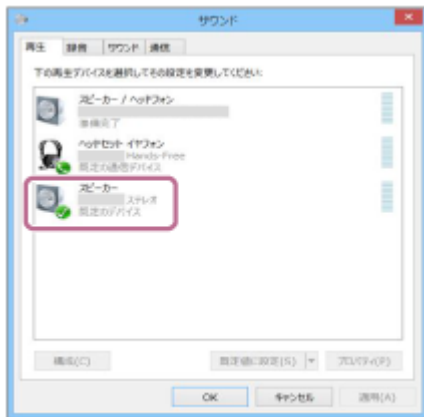 サウンド
再生 録音 サウンド 通信
下の再生デバイスを選択してその設定を変更してください:
スピーカー / ヘッドフォン
準備完了
ヘッドセット イヤフォン
Hands-Free
既定の通信デバイス
スピーカー
ステレオ
既定のデバイス
構成(C) 既定値に設定(S) プロパティ(P)
OK キャンセル 適用(A)